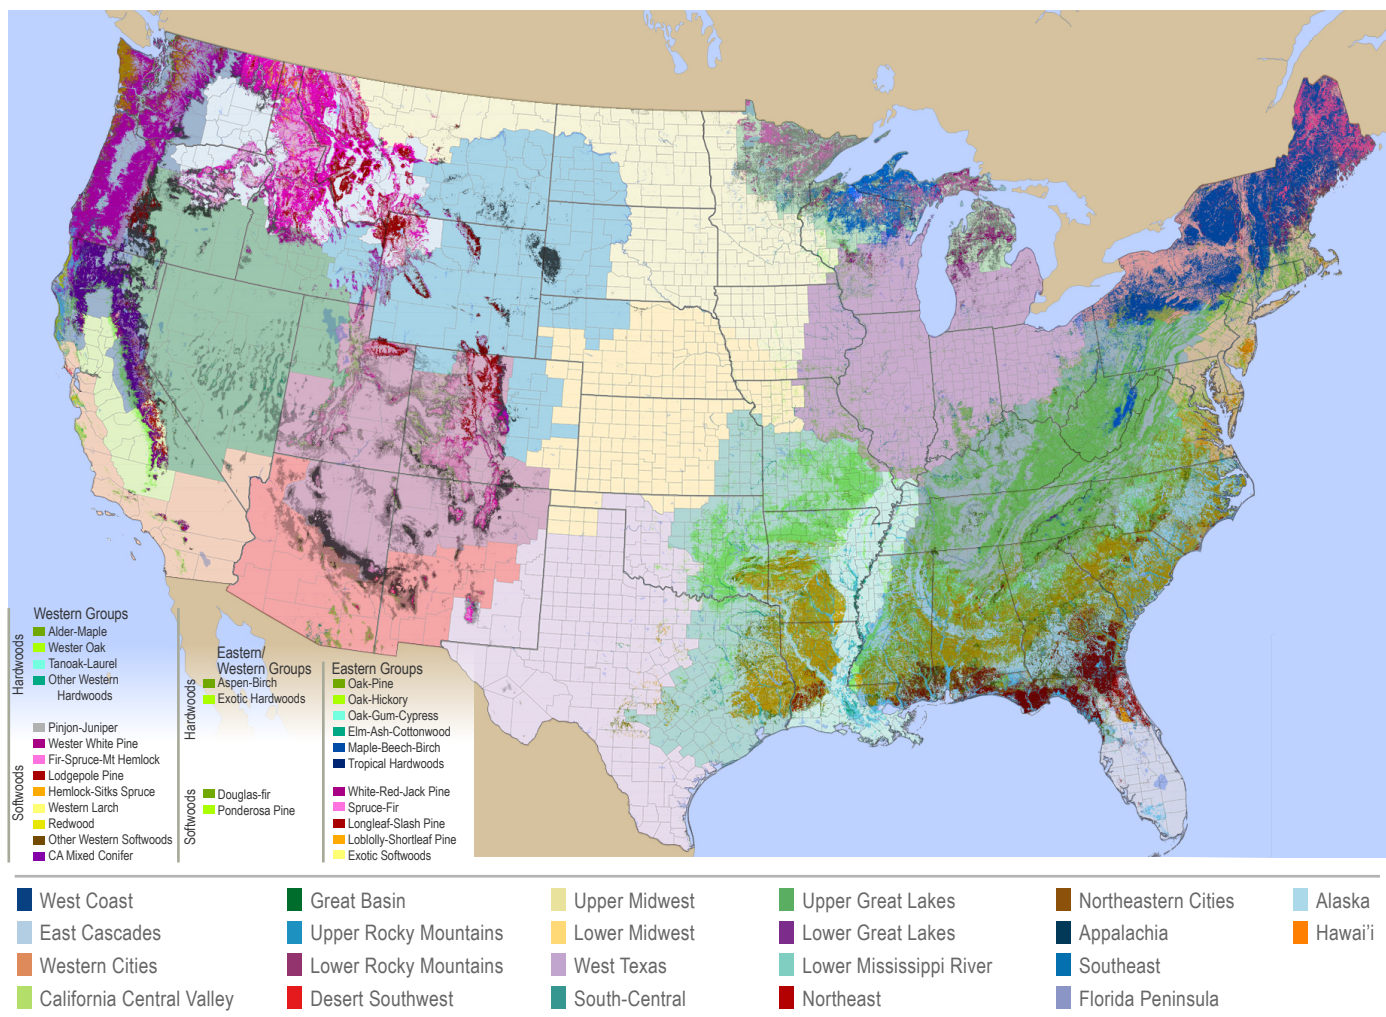 Western Groups
Hardwoods
Alder-Maple
Wester Oak
Tanoak-Laurel
Other Western
Hardwoods
Softwoods
Pinjon-Juniper
Wester White Pine
Fir-Spruce-Mt Hemlock
Lodgepole Pine
Hemlock-Sitks Spruce
Western Larch
Redwood
Other Western Softwoods
CA Mixed Conifer
Eastern/
Western Groups
Hardwoods
Aspen-Birch
Exotic Hardwoods
Softwoods
Douglas-fir
Ponderosa Pine
Eastern Groups
Oak-Pine
Oak-Hickory
Oak-Gum-Cypress
Elm-Ash-Cottonwood
Maple-Beech-Birch
Tropical Hardwoods
White-Red-Jack Pine
Spruce-Fir
Longleaf-Slash Pine
Loblolly-Shortleaf Pine
Exotic Softwoods
West Coast
East Cascades
Western Cities
California Central Valley
Great Basin
Upper Rocky Mountains
Lower Rocky Mountains
Desert Southwest
Upper Midwest
Lower Midwest
West Texas
South-Central
Upper Great Lakes
Lower Great Lakes
Lower Mississippi River
Northeast
Northeastern Cities
Appalachia
Southeast
Florida Peninsula
Alaska
Hawai'i